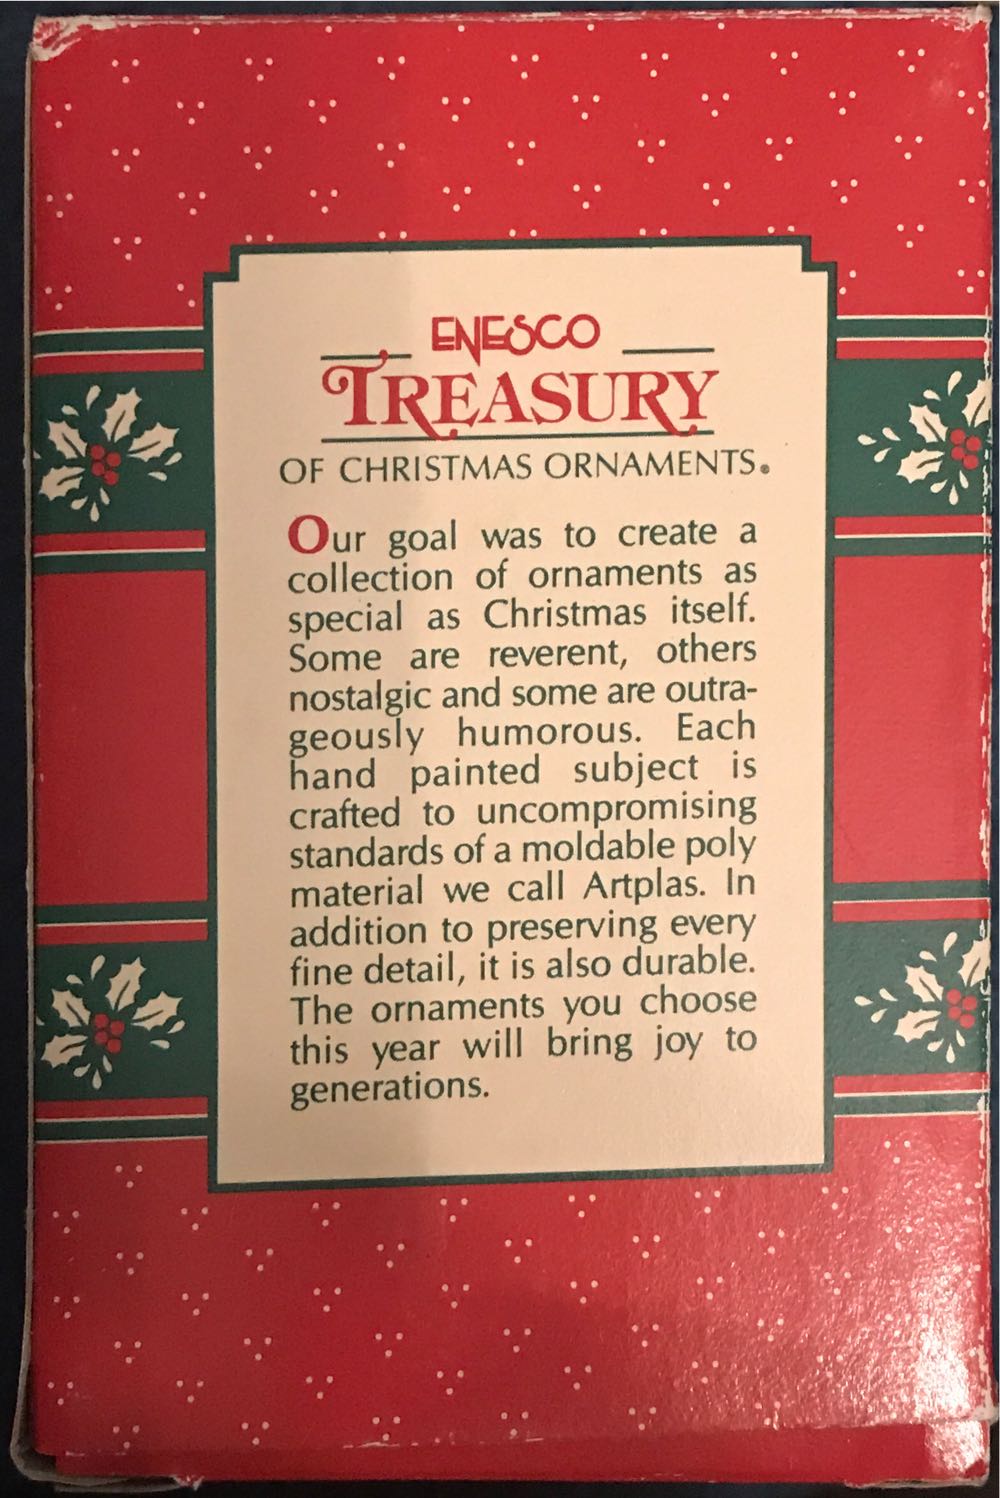 ENESCO
TREASURY
OF CHRISTMAS ORNAMENTS®
Our goal was to create a
collection of ornaments as
special as Christmas itself.
Some are reverent, others
nostalgic and some are outra-
geously humorous. Each
hand painted subject is
crafted to uncompromising
standards of a moldable poly
material we call Artplas. In
addition to preserving every
fine detail, it is also durable.
The ornaments you choose
this year will bring joy to
generations.